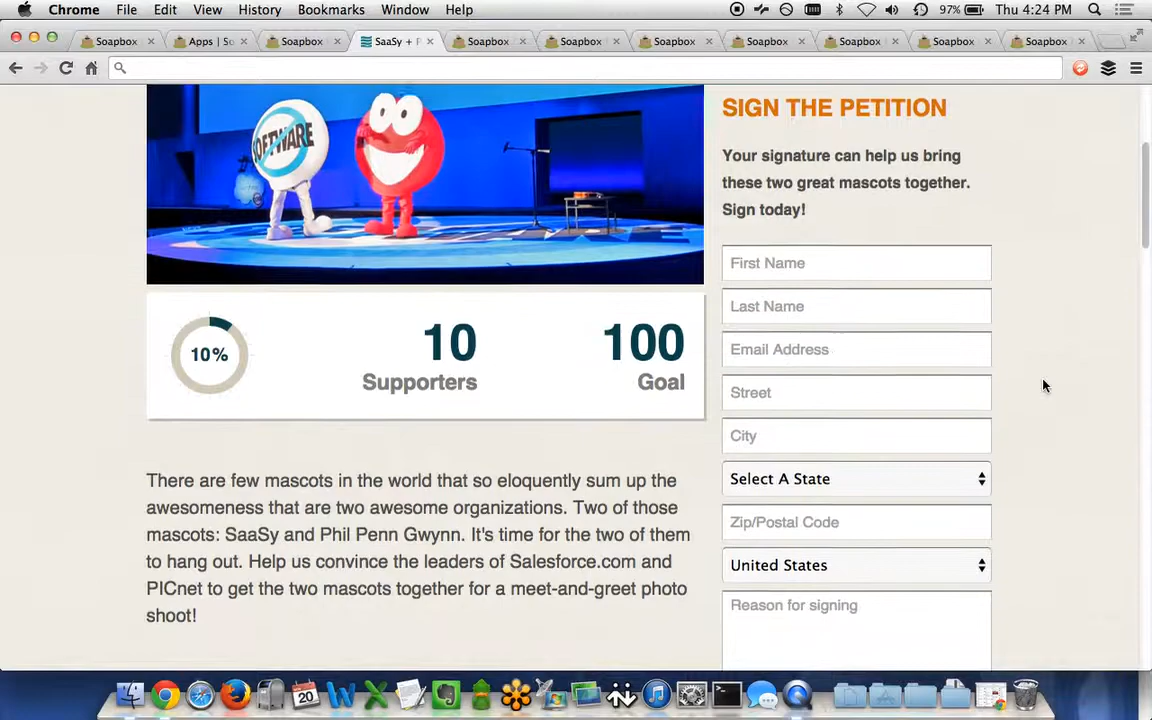 Chrome File Edit View History Bookmarks Window Help 97% Thu 4:24 PM
Soapbox
Apps | So
Soapbox
SaaSy + P
Soapbox
Soapbox
Soapbox
Soapbox
Soapbox
Soapbox
Soapbox
SOFTWARE
10%
10
Supporters
100
Goal
There are few mascots in the world that so eloquently sum up the
awesomeness that are two awesome organizations. Two of those
mascots: SaaSy and Phil Penn Gwynn. It's time for the two of them
to hang out. Help us convince the leaders of Salesforce.com and
PICnet to get the two mascots together for a meet-and-greet photo
shoot!
SIGN THE PETITION
Your signature can help us bring
these two great mascots together.
Sign today!
First Name
Last Name
Email Address
Street
City
Select A State
Zip/Postal Code
United States
Reason for signing
20